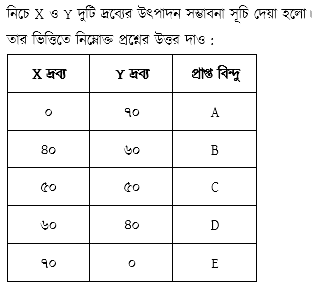 নিচে X ও Y দুটি দ্রব্যের উৎপাদন সম্ভাবনা সূচি দেয়া হলো।
তার ভিত্তিতে নিম্নোক্ত প্রশ্নের উত্তর দাও :
X দ্রব্য Y দ্রব্য প্রাপ্ত বিন্দু
০ ৭০ A
৪০ ৬০ B
৫০ ৫০ C
৬০ ৪০ D
৭০ ০ E